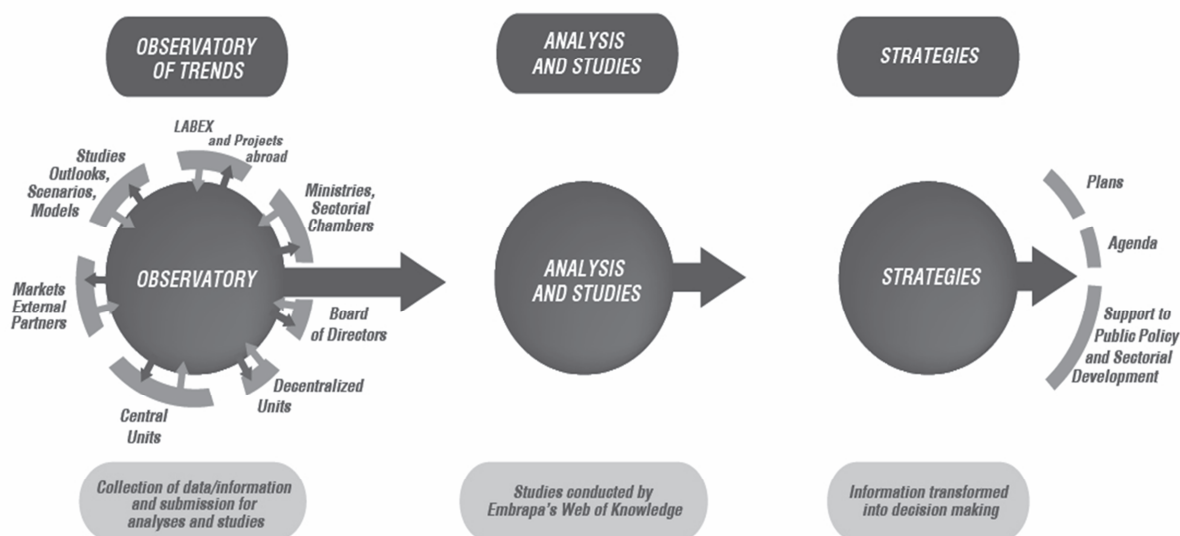 OBSERVATORY
OF TRENDS
ANALYSIS
AND STUDIES
STRATEGIES
LABEX
and Projects
abroad
Studies
Outlooks,
Scenarios,
Models
Ministries,
Sectorial
Chambers
OBSERVATORY
Markets
External
Partners
Board
of Directors
Decentralized
Units
Central
Units
ANALYSIS
AND STUDIES
STRATEGIES
Plans
Agenda
Support to
Public Policy
and Sectorial
Development
Collection of data/information
and submission for
analyses and studies
Studies conducted by
Embrapa's Web of Knowledge
Information transformed
into decision making